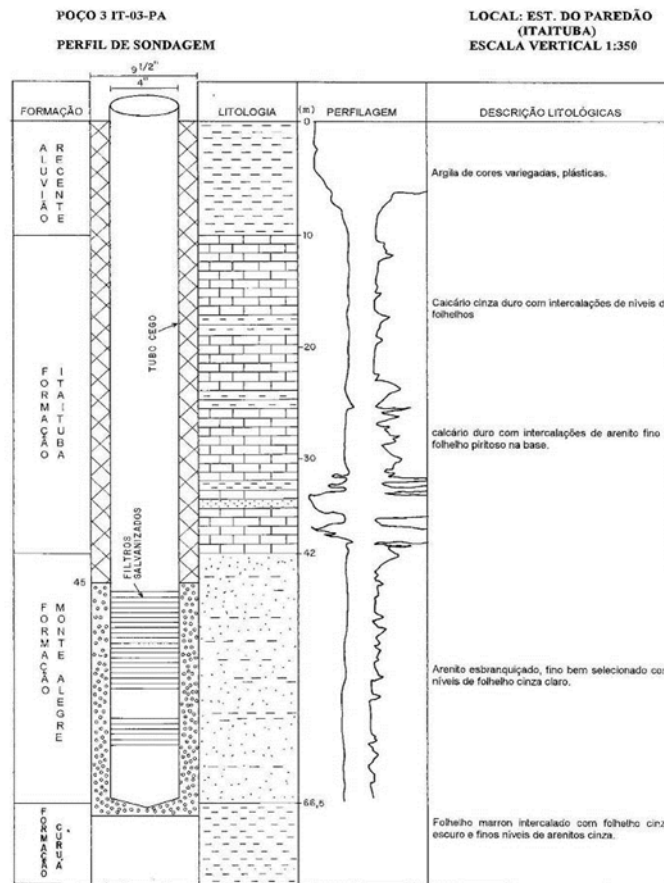 POÇO 3 IT-03-PA
PERFIL DE SONDAGEM
LOCAL: EST. DO PAREDÃO
(ITAITUBA)
ESCALA VERTICAL 1:350
9 1/2"
4"
FORMAÇÃO
LITOLOGIA
(m)
PERFILAGEM
DESCRIÇÃO LITOLÓGICAS
0
ALUVIÃO
RECENTE
Argila de cores variegadas, plásticas.
10
FORMAÇÃO
ITAITUBA
TUBO CEGO
Calcário cinza duro com intercalações de níveis d
folhelhos
20
calcário duro com intercalações de arenito fino
folhelho piritoso na base.
30
FILTROS
GALVANIZADOS
42
45
FORMAÇÃO
MONTE ALEGRE
Arenito esbranquiçado, fino bem selecionado co
níveis de folhelho cinza claro.
66,5
FORMAÇÃO
CURUÁ
Folhelho marron intercalado com folhelho cinz
escuro e finos níveis de arenitos cinza.